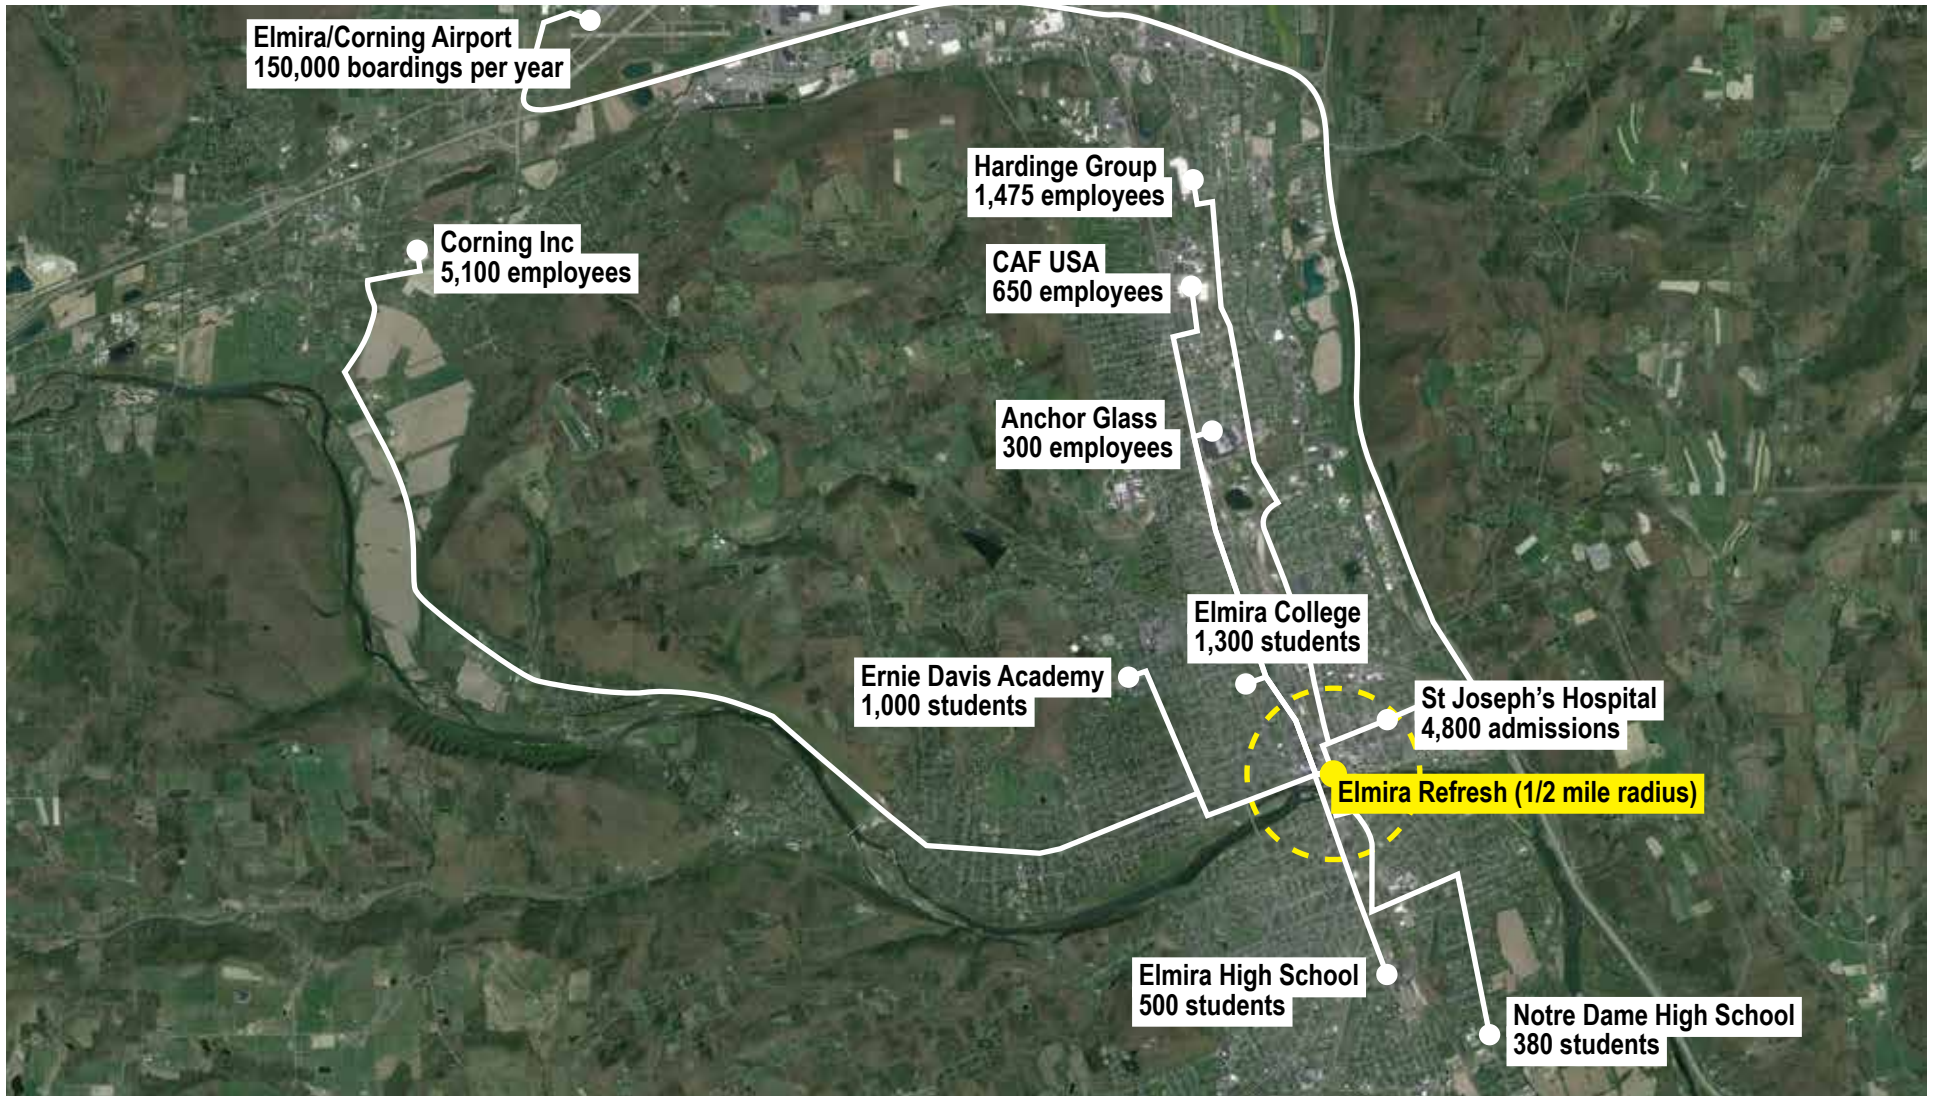 Elmira/Corning Airport
150,000 boardings per year
Hardinge Group
1,475 employees
Corning Inc
5,100 employees
CAF USA
650 employees
Anchor Glass
300 employees
Elmira College
1,300 students
Ernie Davis Academy
1,000 students
St Joseph's Hospital
4,800 admissions
Elmira Refresh (1/2 mile radius)
Elmira High School
500 students
Notre Dame High School
380 students